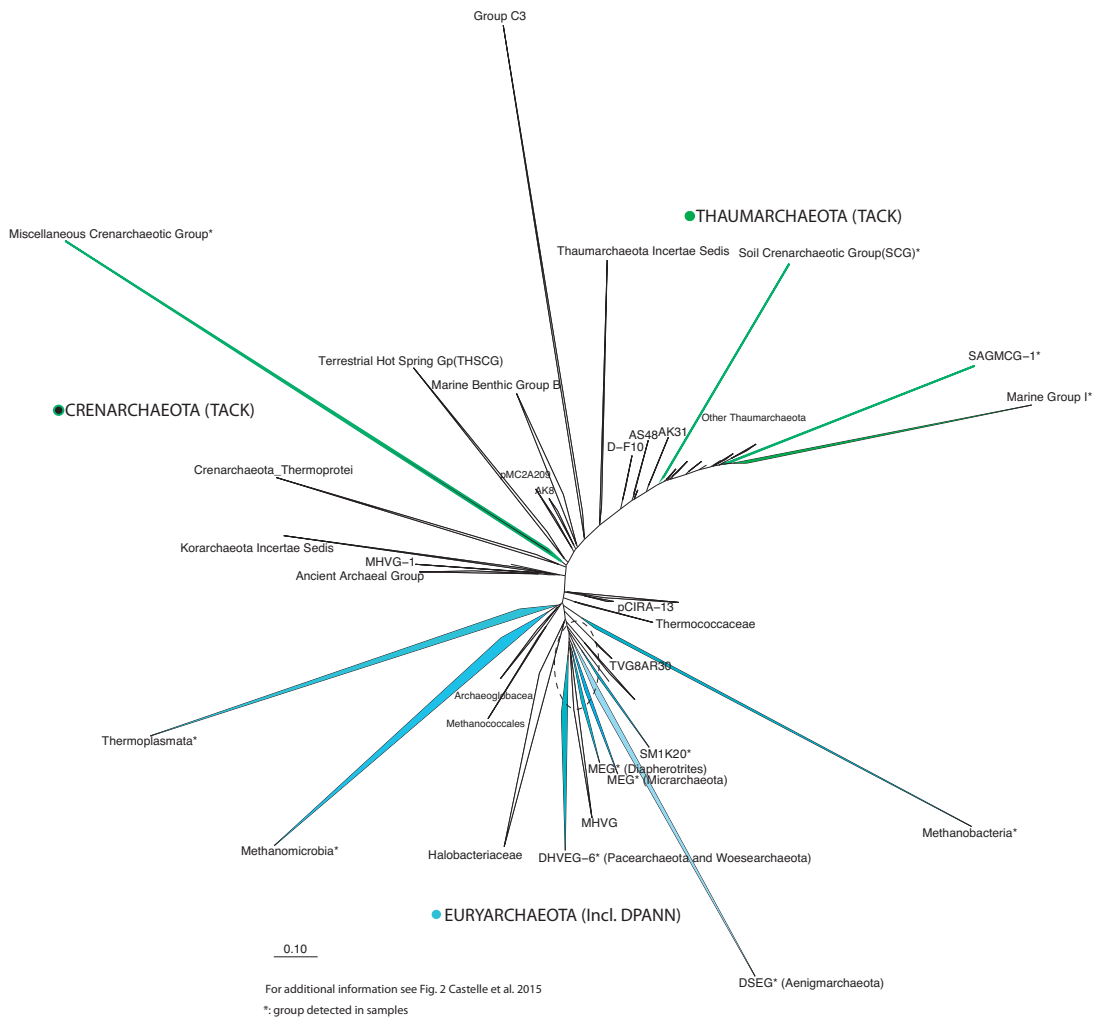 Group C3
THAUMARCHAEOTA (TACK)
Miscellaneous Crenarchaeotic Group*
Thaumarchaeota Incertae Sedis
Soil Crenarchaeotic Group(SCG)*
SAGMCG-1*
Terrestrial Hot Spring Gp(THSCG)
Marine Benthic Group B
Marine Group I*
CRENARCHAEOTA (TACK)
Other Thaumarchaeota
AS48
AK31
D-F10
Crenarchaeota_Thermoprotei
pMC2A209
AK8
Korarchaeota Incertae Sedis
MHVG-1
Ancient Archaeal Group
pCIRA-13
Thermococcaceae
TVG8AR30
Archaeoglobacea
Methanococcales
Thermoplasmata*
SM1K20*
MEG* (Diapherotrites)
MEG* (Micrarchaeota)
MHVG
Methanobacteria*
Methanomicrobia*
Halobacteriaceae
DHVEG-6* (Pacearchaeota and Woesearchaeota)
EURYARCHAEOTA (Incl. DPANN)
0.10
DSEG* (Aenigmarchaeota)
For additional information see Fig. 2 Castelle et al. 2015
*: group detected in samples